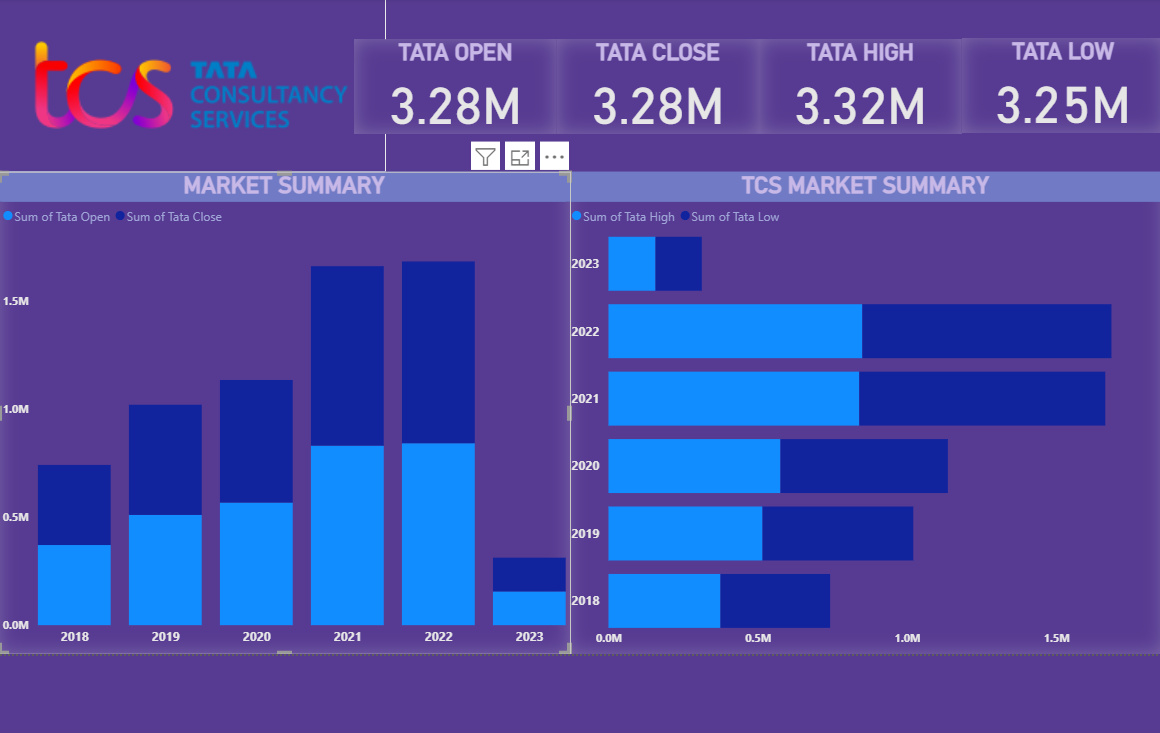 tcs
TATA
CONSULTANCY
SERVICES
TATA OPEN
3.28M
TATA CLOSE
3.28M
TATA HIGH
3.32M
TATA LOW
3.25M
MARKET SUMMARY
Sum of Tata Open Sum of Tata Close
1.5M
1.0M
0.5M
0.0M
2018 2019 2020 2021 2022 2023
TCS MARKET SUMMARY
Sum of Tata High Sum of Tata Low
2023
2022
2021
2020
2019
2018
0.0M 0.5M 1.0M 1.5M